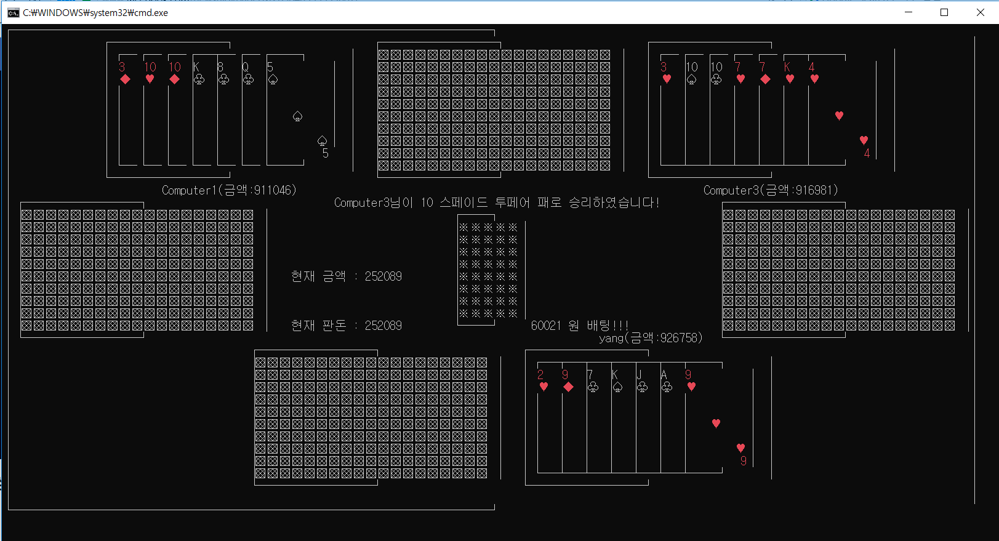 C:₩WINDOWS₩system32₩cmd.exe
3 10 10 K 8 Q 5
♦ ♥ ♦ ♧ ♧ ♧ ♤
♤
♤
5
3 10 10 7 7 K 4
♥ ♤ ♧ ♥ ♦ ♥ ♥
♥
♥
4
Computer1(금액:911046)
Computer3(금액:916981)
Computer3님이 10 스페이드 투페어 패로 승리하였습니다!
현재 금액 : 252089
현재 판돈 : 252089
60021 원 배팅!!!
yang(금액:926758)
2 9 7 K J A 9
♥ ♦ ♧ ♤ ♧ ♧ ♥
♥
♥
9